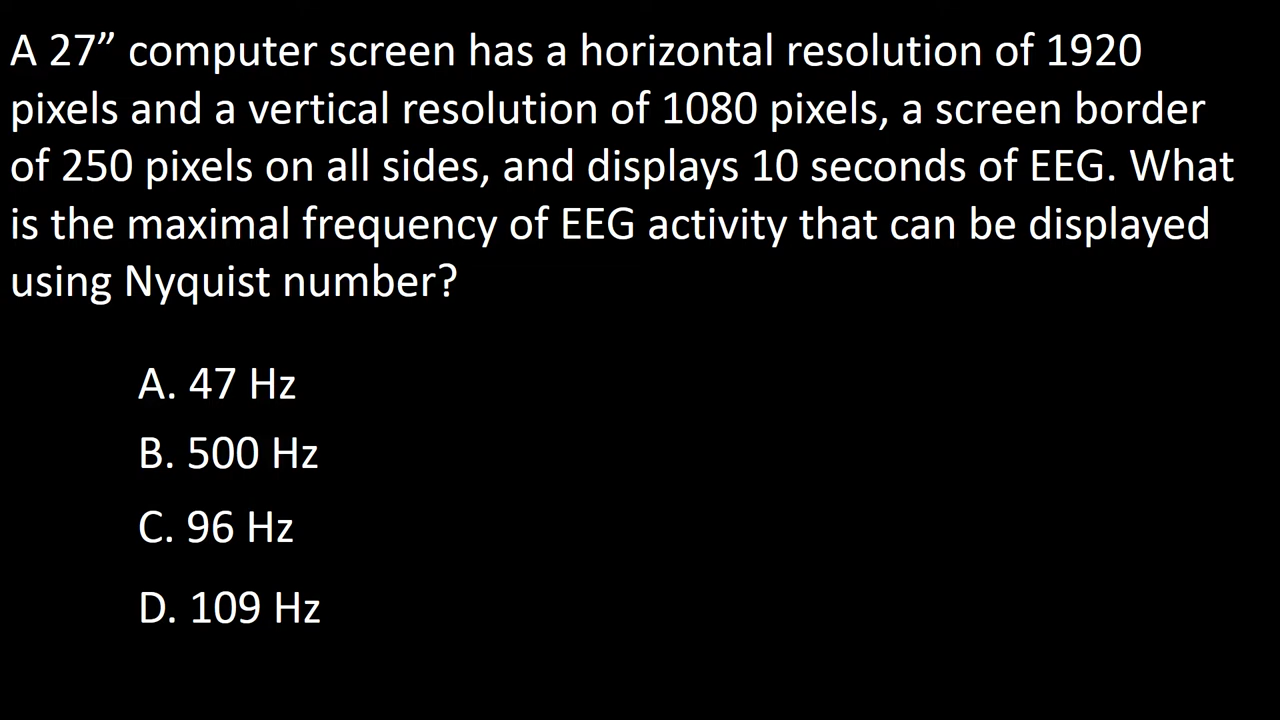 A 27” computer screen has a horizontal resolution of 1920
pixels and a vertical resolution of 1080 pixels, a screen border
of 250 pixels on all sides, and displays 10 seconds of EEG. What
is the maximal frequency of EEG activity that can be displayed
using Nyquist number?
A. 47 Hz
B. 500 Hz
C. 96 Hz
D. 109 Hz